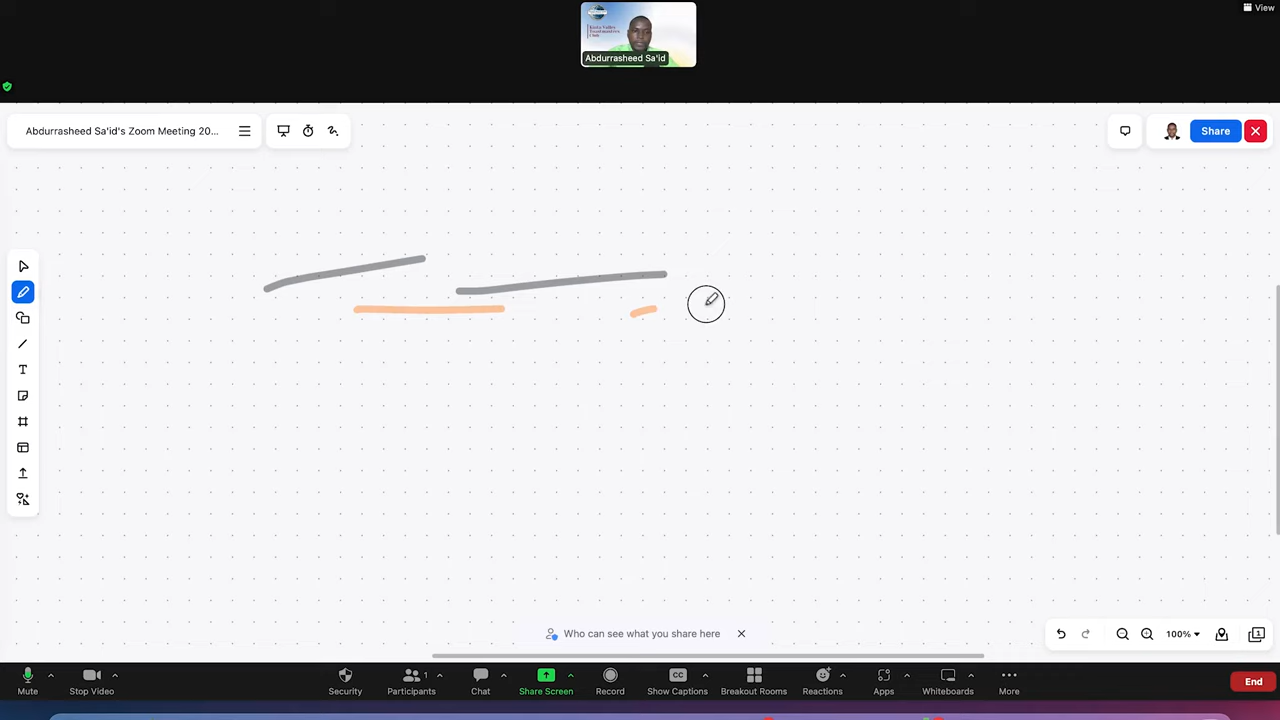 View
Abdurrasheed Sa'id
Abdurrasheed Sa'id's Zoom Meeting 20...
Share
T
Who can see what you share here
100%
1
Mute
Stop Video
Security
Participants
1
Chat
Share Screen
Record
CC
Show Captions
Breakout Rooms
Reactions
Apps
Whiteboards
More
End